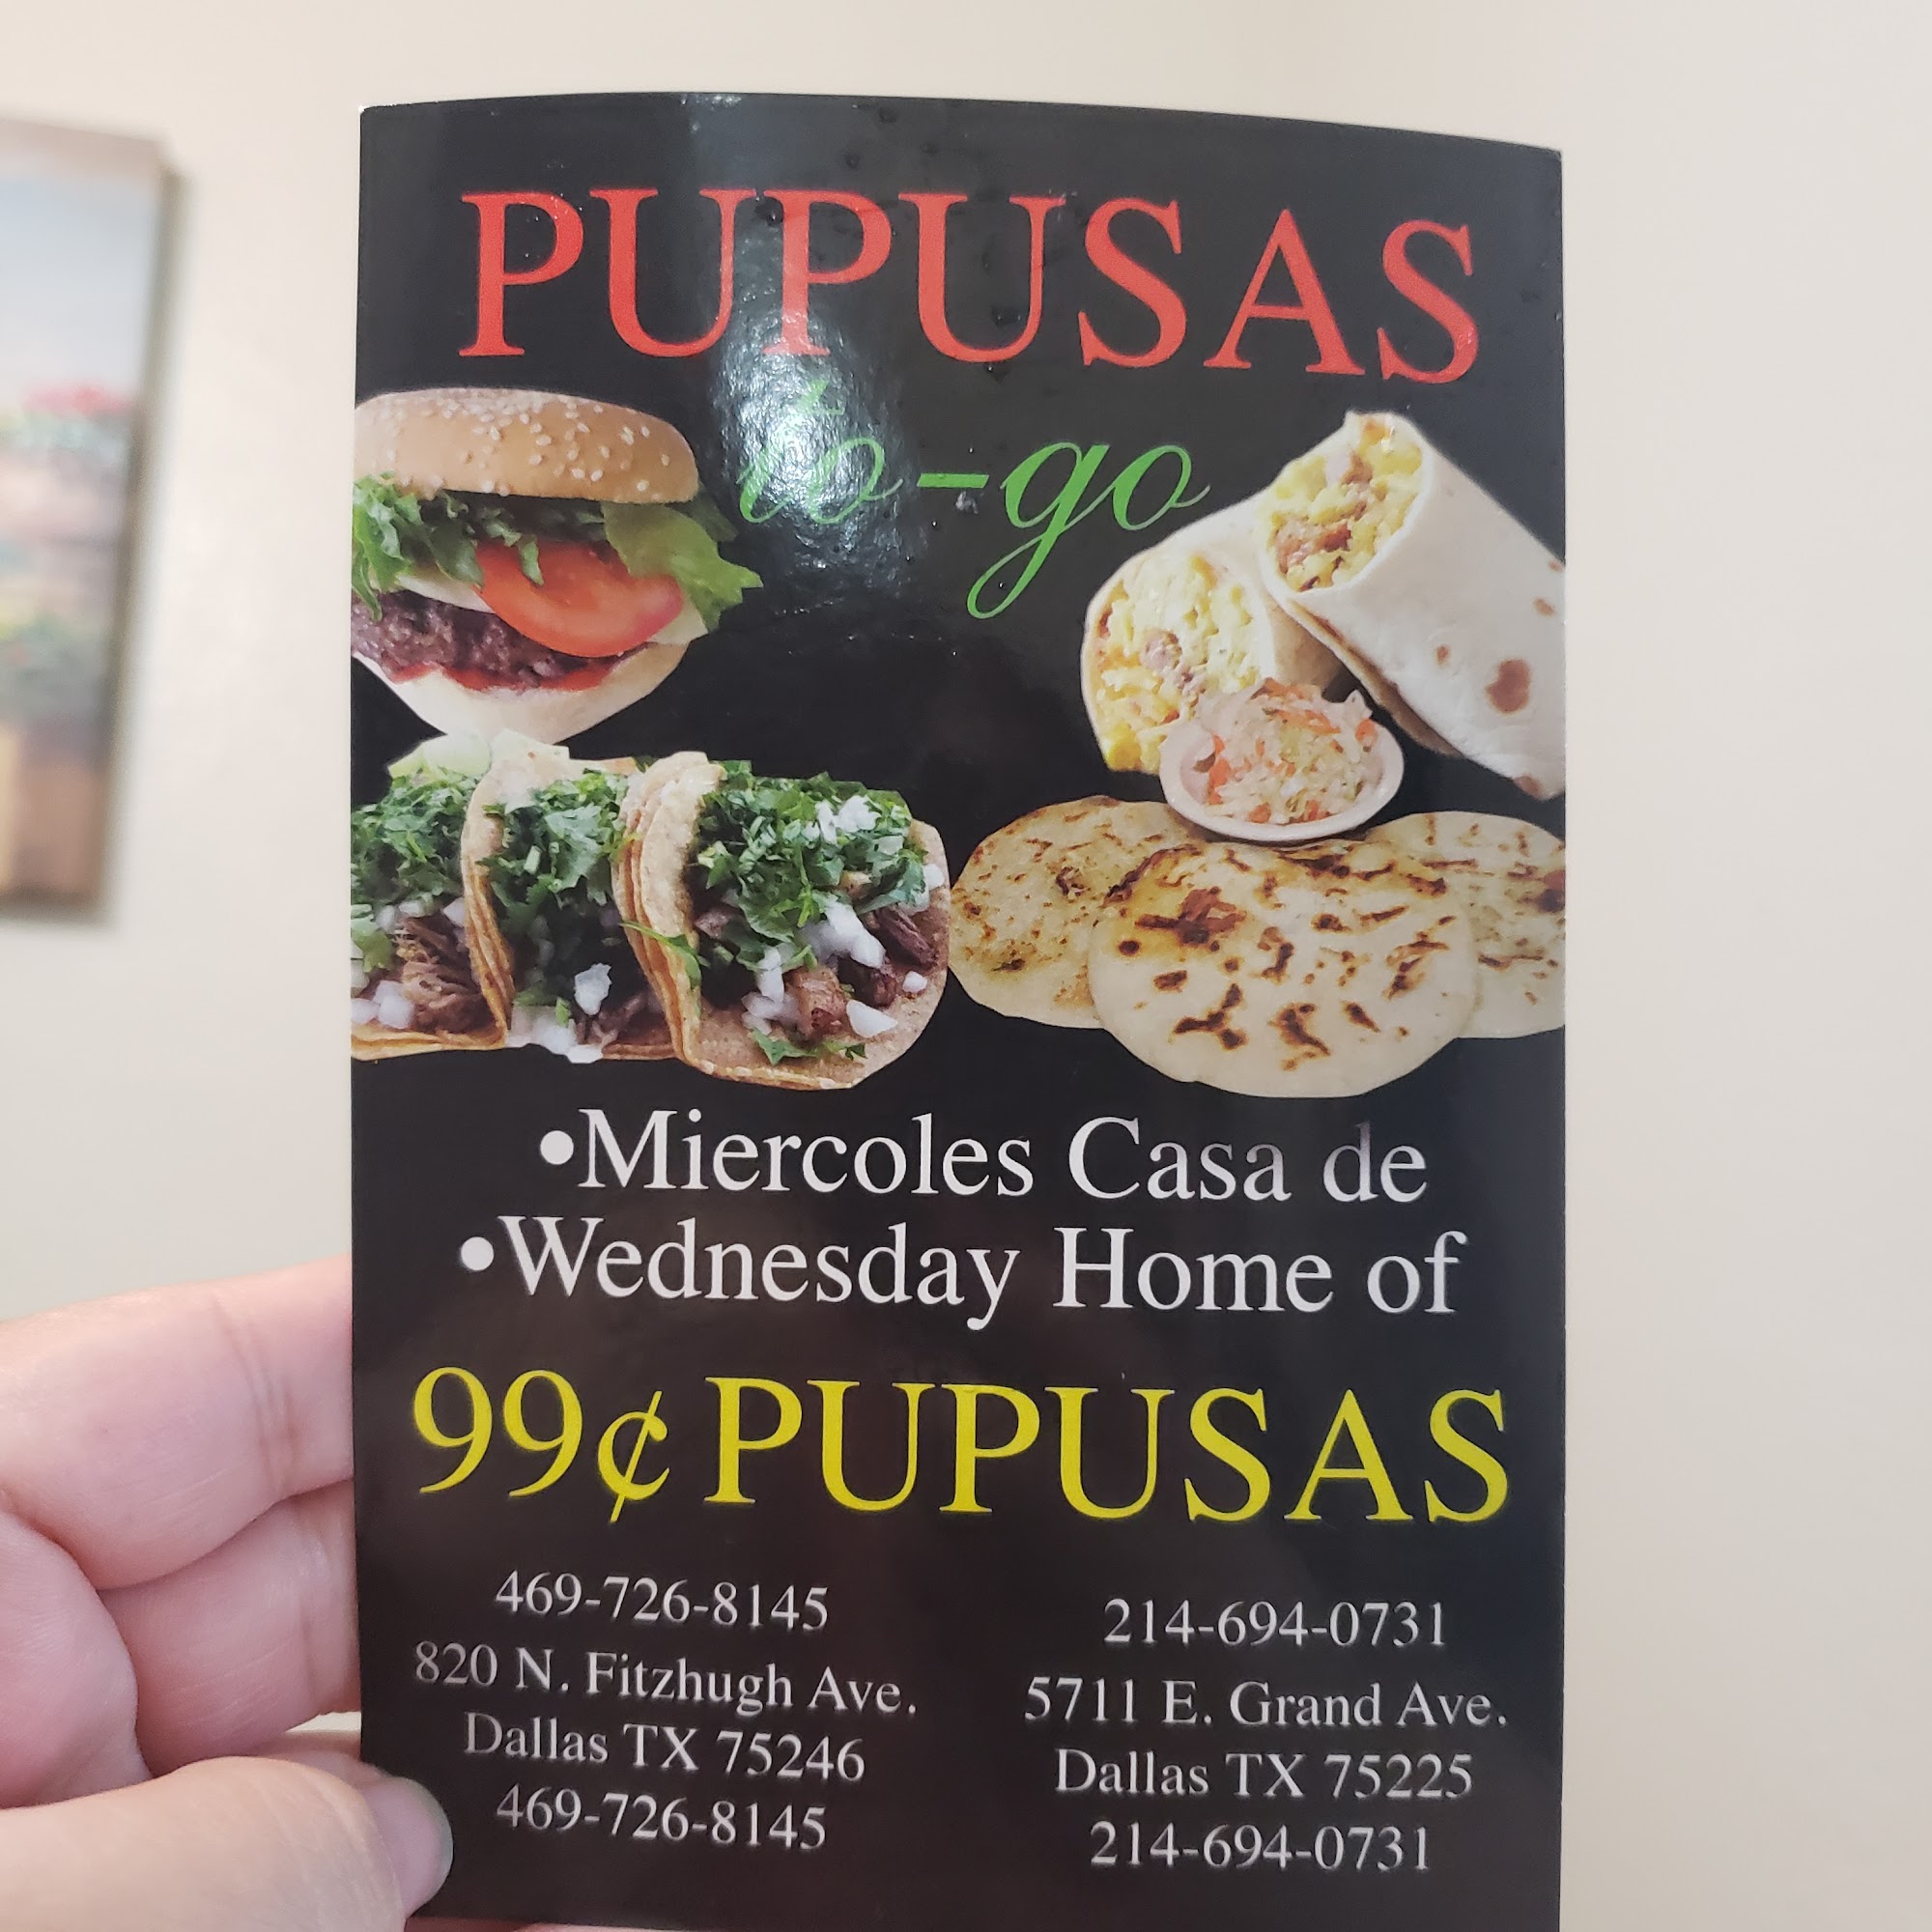 PUPUSAS
to-go
•Miercoles Casa de
•Wednesday Home of
99¢ PUPUSAS
469-726-8145
820 N. Fitzhugh Ave.
Dallas TX 75246
469-726-8145
214-694-0731
5711 E. Grand Ave.
Dallas TX 75225
214-694-0731